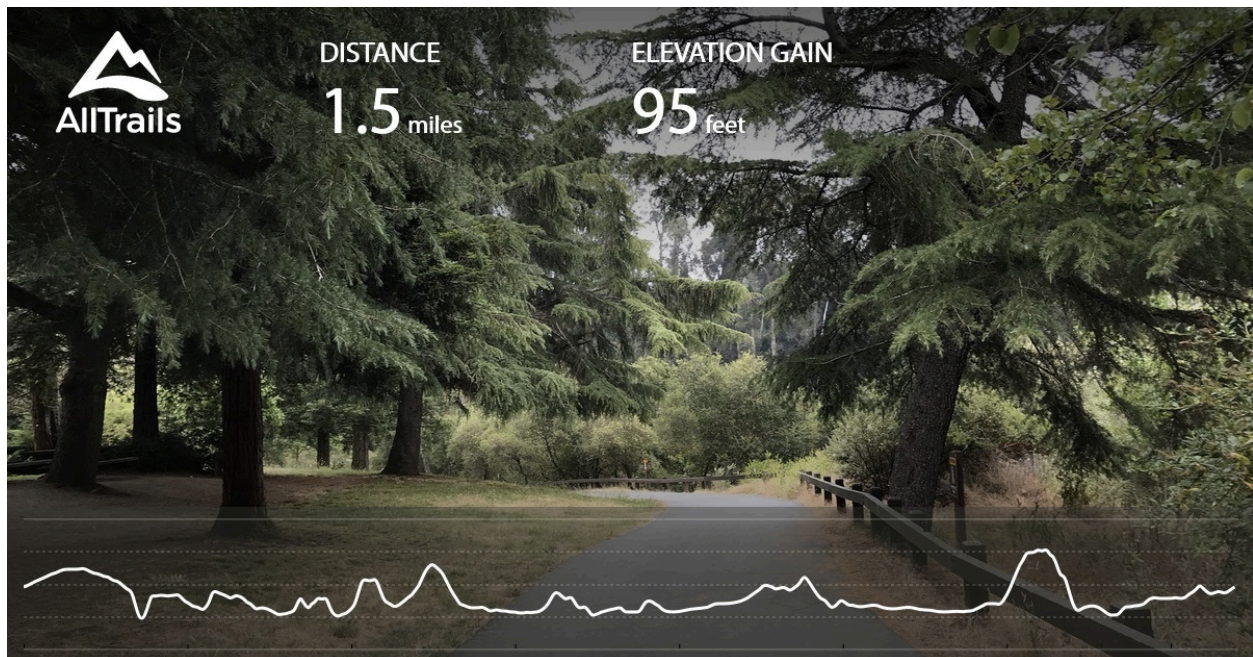 AllTrails
DISTANCE
1.5 miles
ELEVATION GAIN
95 feet